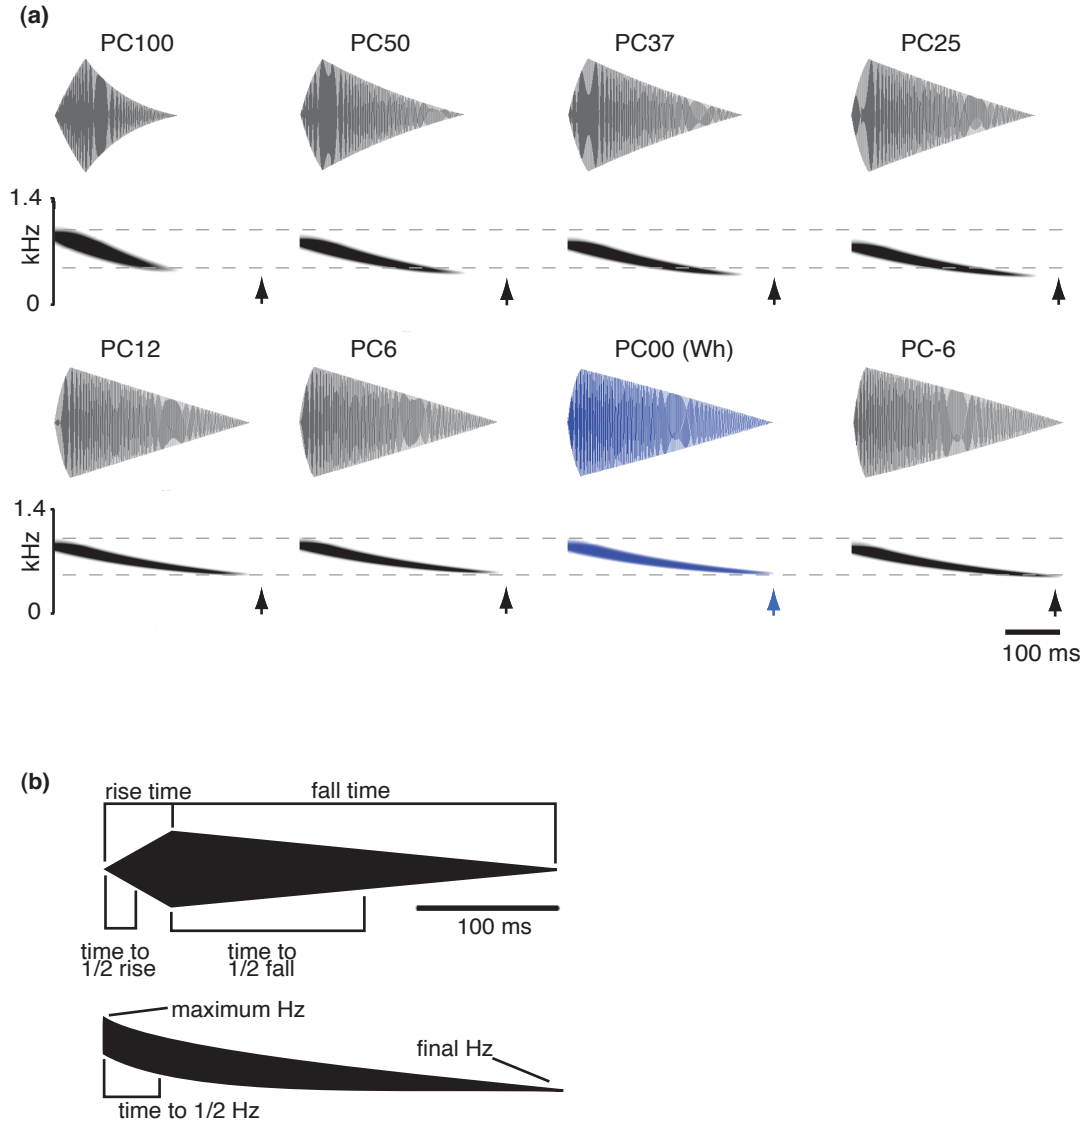 (a)
PC100 PC50 PC37 PC25
1.4
kHz
0
PC12 PC6 PC00 (Wh) PC-6
1.4
kHz
0
100 ms
(b)
rise time fall time
100 ms
time to
1/2 rise
time to
1/2 fall
maximum Hz
final Hz
time to 1/2 Hz